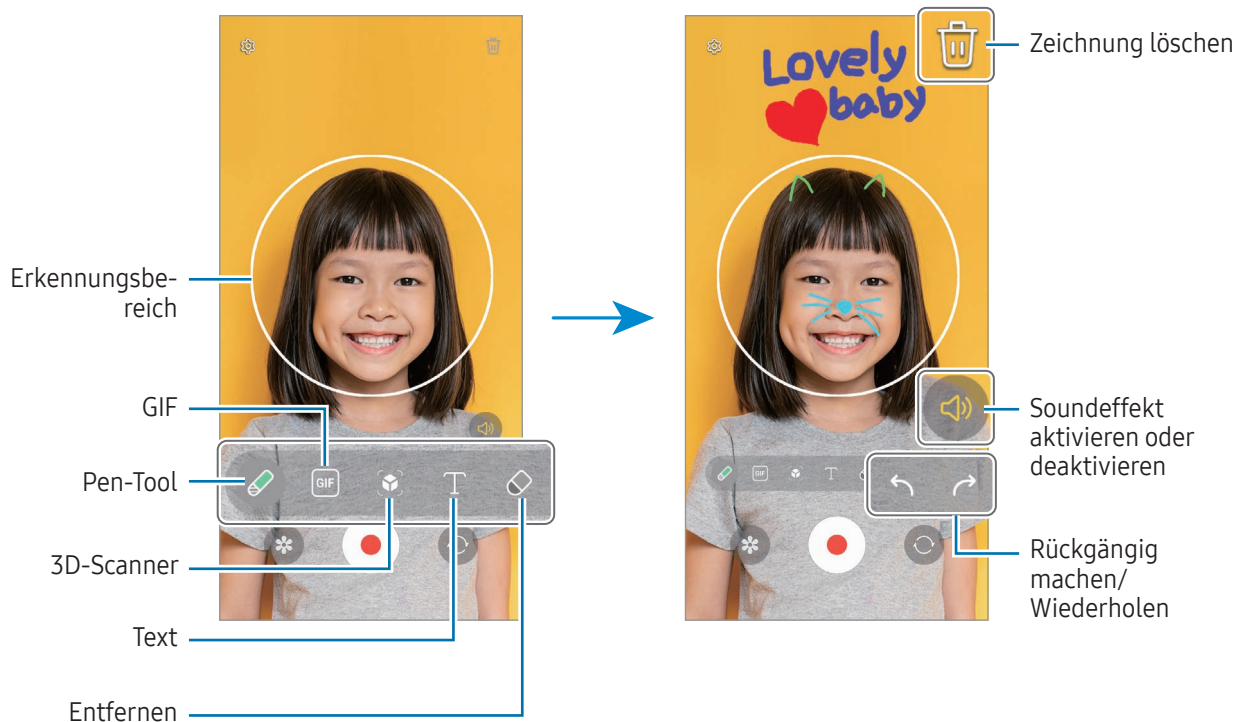 Zeichnung löschen
Lovely
baby
Erkennungsbe-
reich
GIF
Soundeffekt
aktivieren oder
deaktivieren
Pen-Tool
GIF
T
GIF
T
3D-Scanner
Rückgängig
machen/
Wiederholen
Text
Entfernen